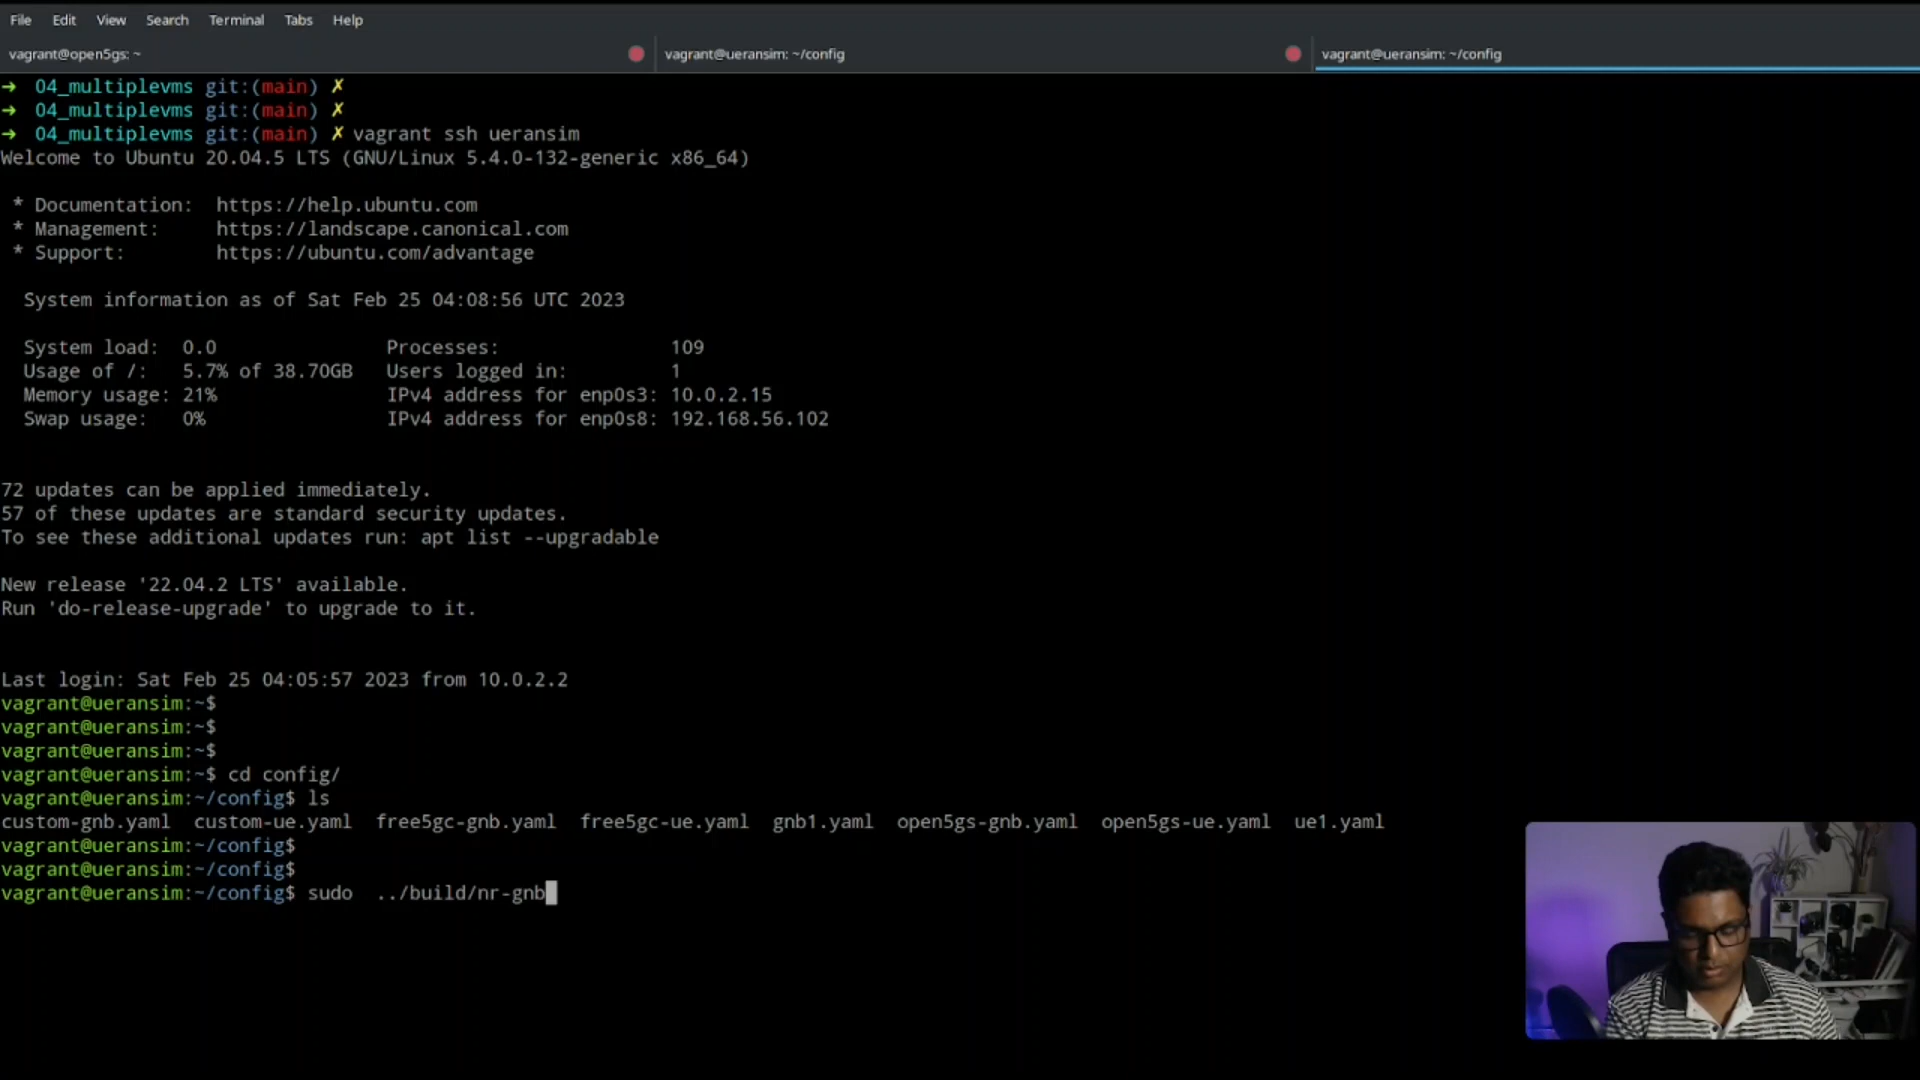 File Edit View Search Terminal Tabs Help
vagrant@open5gs: ~ vagrant@ueransim: ~/config vagrant@ueransim: ~/config
→ 04_multiplevms git:(main) ✗
→ 04_multiplevms git:(main) ✗
→ 04_multiplevms git:(main) ✗ vagrant ssh ueransim
Welcome to Ubuntu 20.04.5 LTS (GNU/Linux 5.4.0-132-generic x86_64)
* Documentation: https://help.ubuntu.com
* Management: https://landscape.canonical.com
* Support: https://ubuntu.com/advantage
System information as of Sat Feb 25 04:08:56 UTC 2023
System load: 0.0 Processes: 109
Usage of /: 5.7% of 38.70GB Users logged in: 1
Memory usage: 21% IPv4 address for enp0s3: 10.0.2.15
Swap usage: 0% IPv4 address for enp0s8: 192.168.56.102
72 updates can be applied immediately.
57 of these updates are standard security updates.
To see these additional updates run: apt list --upgradable
New release '22.04.2 LTS' available.
Run 'do-release-upgrade' to upgrade to it.
Last login: Sat Feb 25 04:05:57 2023 from 10.0.2.2
vagrant@ueransim:~$
vagrant@ueransim:~$
vagrant@ueransim:~$
vagrant@ueransim:~$ cd config/
vagrant@ueransim:~/config$ ls
custom-gnb.yaml custom-ue.yaml free5gc-gnb.yaml free5gc-ue.yaml gnb1.yaml open5gs-gnb.yaml open5gs-ue.yaml ue1.yaml
vagrant@ueransim:~/config$
vagrant@ueransim:~/config$
vagrant@ueransim:~/config$ sudo ../build/nr-gnb